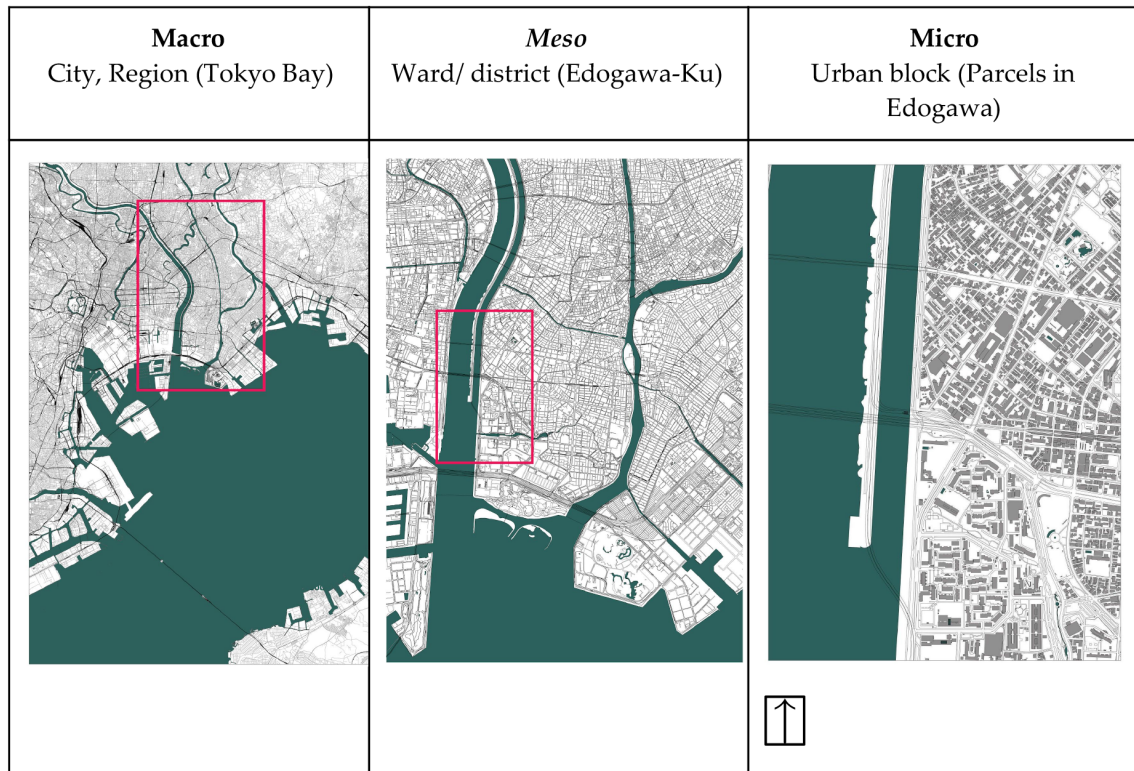 Macro
City, Region (Tokyo Bay)
Meso
Ward/ district (Edogawa-Ku)
Micro
Urban block (Parcels in
Edogawa)